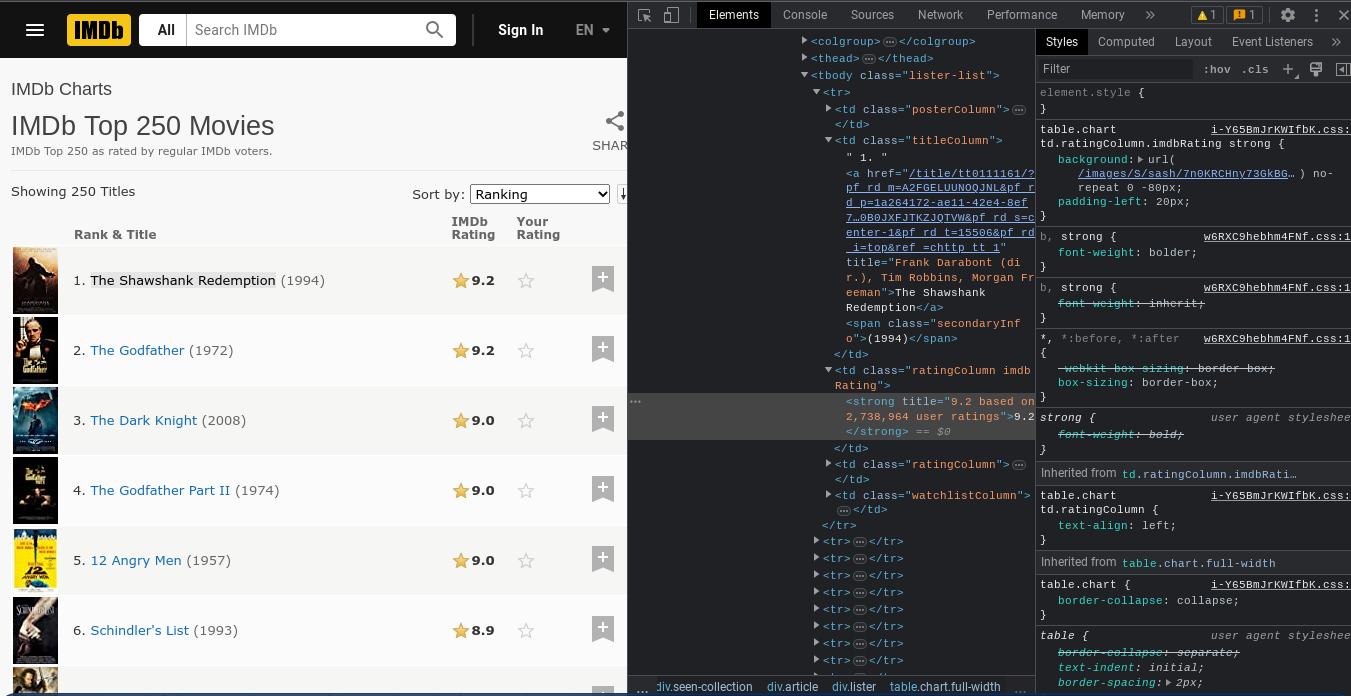 IMDb
All
Search IMDb
Sign In
EN
IMDb Charts
IMDb Top 250 Movies
IMDb Top 250 as rated by regular IMDb voters.
SHAR
Showing 250 Titles
Sort by:
Ranking
Rank & Title
IMDb
Rating
Your
Rating
1. The Shawshank Redemption (1994)
9.2
2. The Godfather (1972)
9.2
3. The Dark Knight (2008)
9.0
4. The Godfather Part II (1974)
9.0
5. 12 Angry Men (1957)
9.0
6. Schindler's List (1993)
8.9
Elements
Console
Sources
Network
Performance
Memory
»
1
1
<colgroup>…</colgroup>
<thead>…</thead>
<tbody class="lister-list">
<tr>
<td class="posterColumn">…
</td>
<td class="titleColumn">
" 1. "
<a href="/title/tt0111161/?
pf_rd_m=A2FGELUUNOQJNL&pf_r
d_p=1a264172-ae11-42e4-8ef
7…0B0JXFJTKZJQTVW&pf_rd_s=c
enter-1&pf_rd_t=15506&pf_rd
_i=top&ref_=chttp_tt_1"
title="Frank Darabont (di
r.), Tim Robbins, Morgan Fr
eeman">The Shawshank
Redemption</a>
<span class="secondaryInf
o">(1994)</span>
</td>
<td class="ratingColumn imdb
Rating">
…
<strong title="9.2 based on
2,738,964 user ratings">9.2
</strong> == $0
</td>
<td class="ratingColumn">…
</td>
<td class="watchlistColumn">
…</td>
</tr>
<tr>…</tr>
<tr>…</tr>
<tr>…</tr>
<tr>…</tr>
<tr>…</tr>
<tr>…</tr>
<tr>…</tr>
<tr>…</tr>
…
div.seen-collection
div.article
div.lister
table.chart.full-width
…
Styles
Computed
Layout
Event Listeners
»
Filter
:hov
.cls
element.style {
}
table.chart
i-Y65BmJrKWIfbK.css:
td.ratingColumn.imdbRating strong {
background: url(
/images/S/sash/7n0KRCHny73GkBG… ) no-
repeat 0 -80px;
padding-left: 20px;
}
b, strong {
w6RXC9hebhm4FNf.css:1
font-weight: bolder;
}
b, strong {
w6RXC9hebhm4FNf.css:1
font-weight: inherit;
}
*, *:before, *:after
w6RXC9hebhm4FNf.css:1
{
-webkit-box-sizing: border-box;
box-sizing: border-box;
}
strong {
user agent styleshee
font-weight: bold;
}
Inherited from td.ratingColumn.imdbRati…
table.chart
i-Y65BmJrKWIfbK.css:
td.ratingColumn {
text-align: left;
}
Inherited from table.chart.full-width
table.chart {
i-Y65BmJrKWIfbK.css:
border-collapse: collapse;
}
table {
user agent styleshee
border-collapse: separate;
text-indent: initial;
border-spacing: 2px;